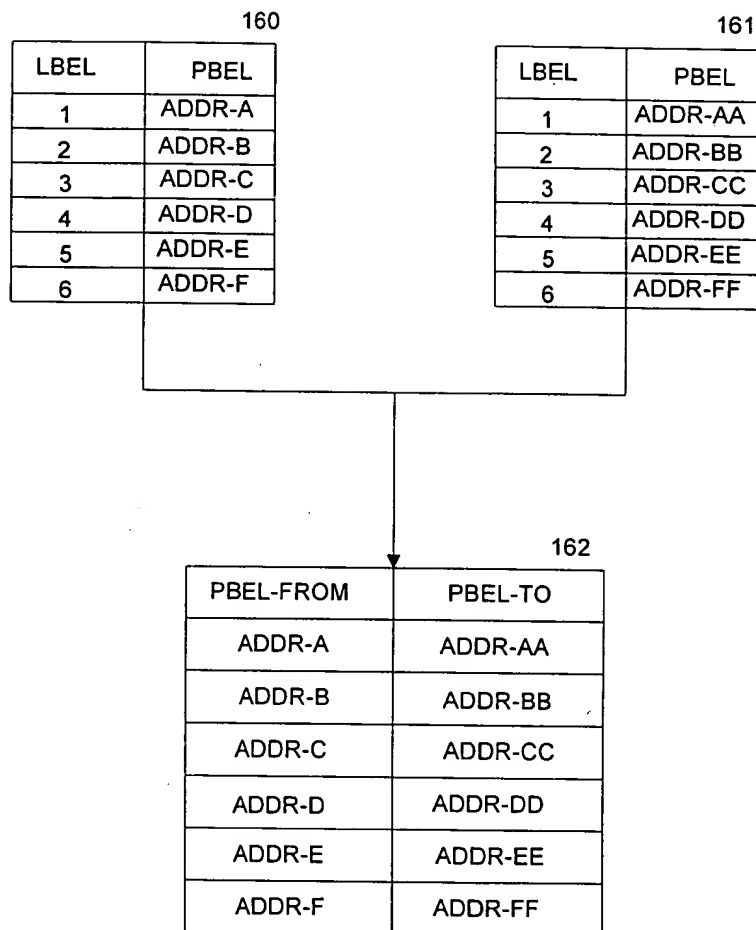 160
LBEL PBEL
1 ADDR-A
2 ADDR-B
3 ADDR-C
4 ADDR-D
5 ADDR-E
6 ADDR-F
161
LBEL PBEL
1 ADDR-AA
2 ADDR-BB
3 ADDR-CC
4 ADDR-DD
5 ADDR-EE
6 ADDR-FF
162
PBEL-FROM PBEL-TO
ADDR-A ADDR-AA
ADDR-B ADDR-BB
ADDR-C ADDR-CC
ADDR-D ADDR-DD
ADDR-E ADDR-EE
ADDR-F ADDR-FF